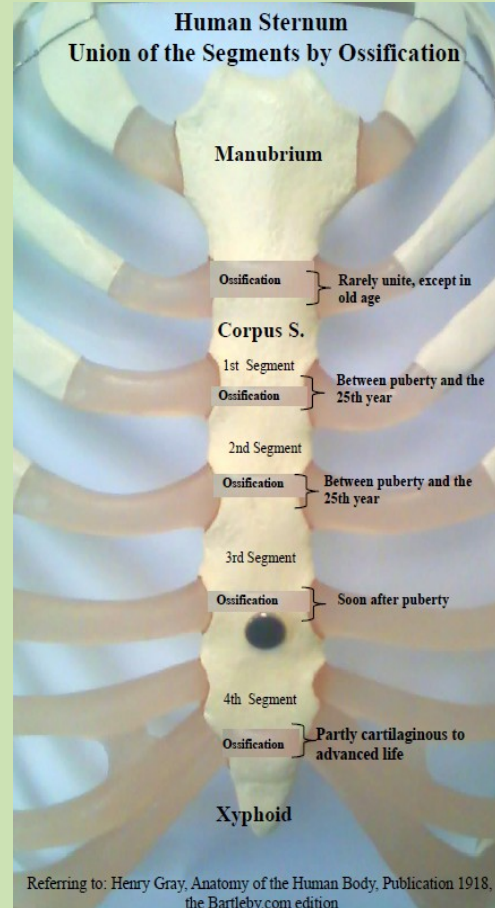 Human Sternum
Union of the Segments by Ossification
Manubrium
Ossification
Rarely unite, except in
old age
Corpus S.
1st Segment
Ossification
Between puberty and the
25th year
2nd Segment
Ossification
Between puberty and the
25th year
3rd Segment
Ossification
Soon after puberty
4th Segment
Ossification
Partly cartilaginous to
advanced life
Xyphoid
Referring to: Henry Gray, Anatomy of the Human Body, Publication 1918,
the Bartleby.com edition